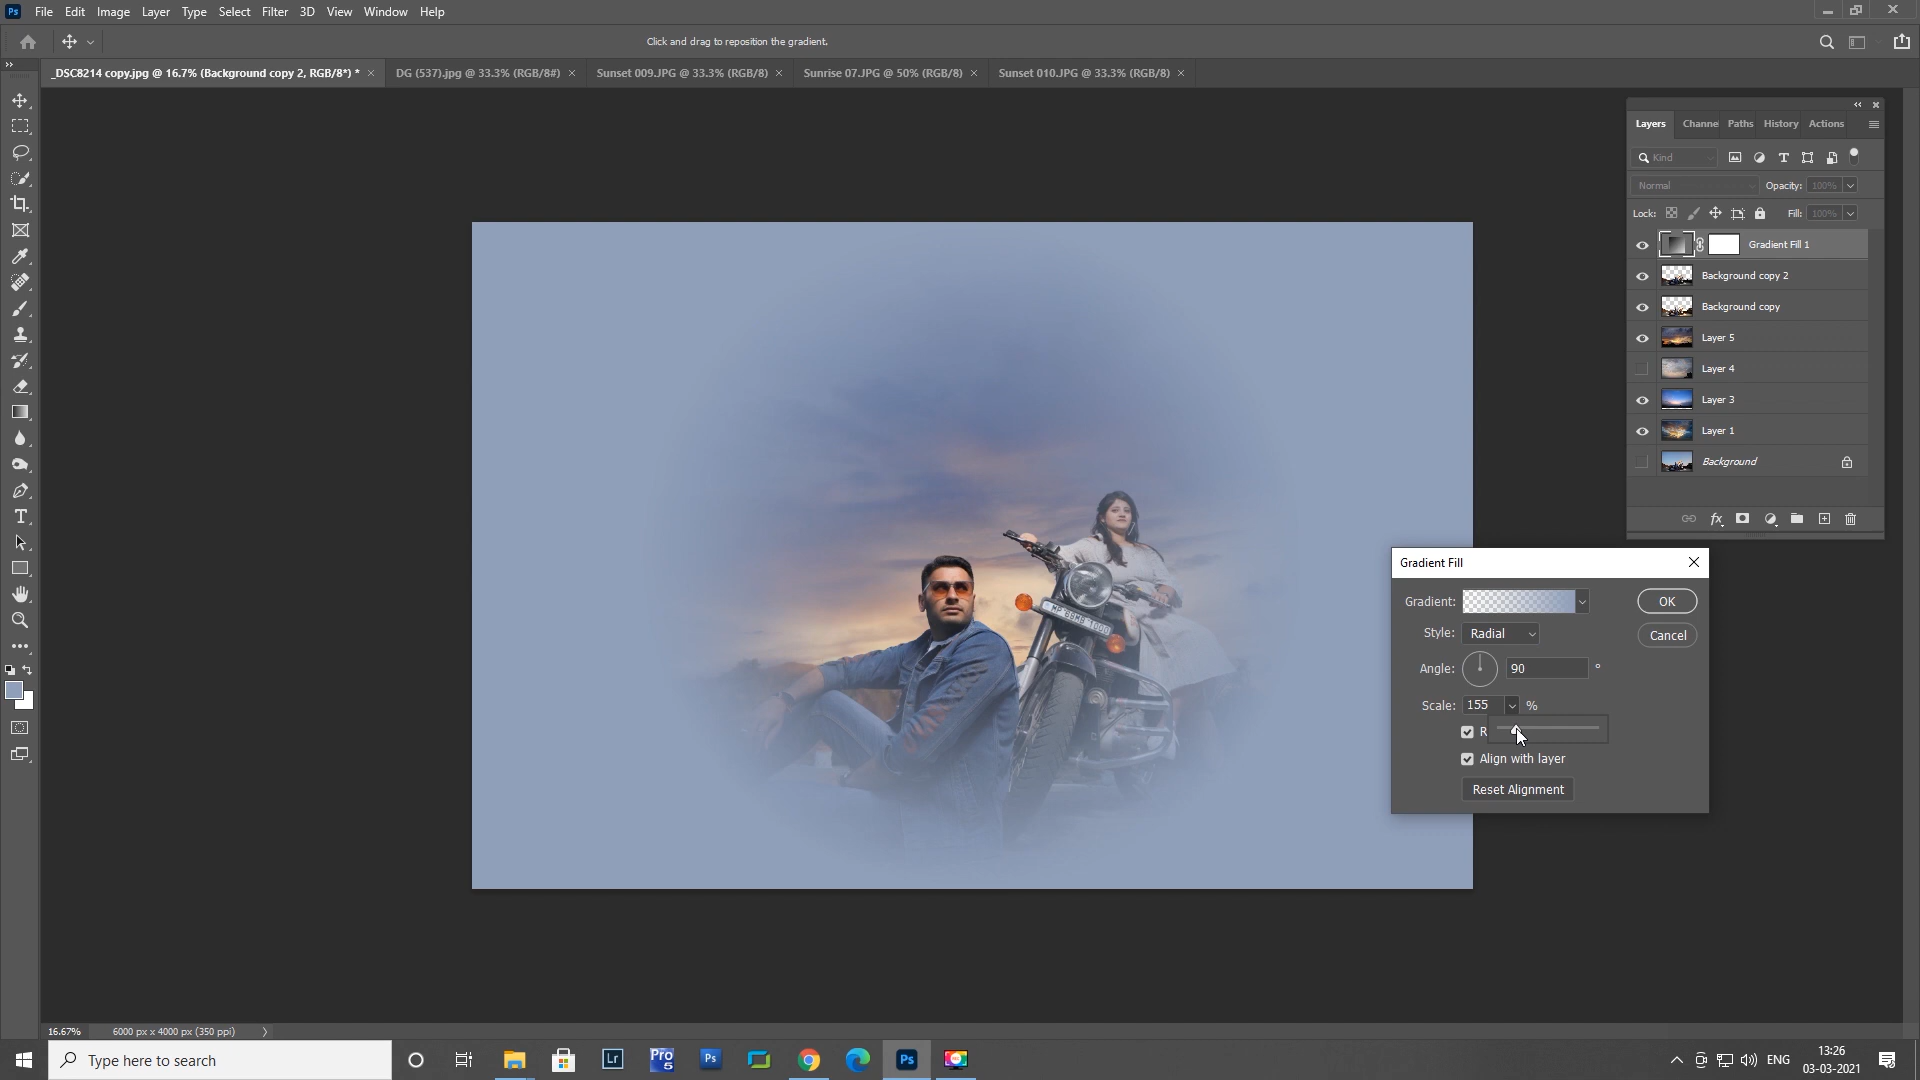 Ps File Edit Image Layer Type Select Filter 3D View Window Help
Click and drag to reposition the gradient.
_DSC8214 copy.jpg @ 16.7% (Background copy 2, RGB/8*) * DG (537).jpg @ 33.3% (RGB/8#) Sunset 009.JPG @ 33.3% (RGB/8) Sunrise 07.JPG @ 50% (RGB/8) Sunset 010.JPG @ 33.3% (RGB/8)
Layers Channe Paths History Actions
Kind
Normal Opacity: 100%
Lock: Fill: 100%
Gradient Fill 1
Background copy 2
Background copy
Layer 5
Layer 4
Layer 3
Layer 1
Background
Gradient Fill
Gradient: OK
Style: Radial Cancel
Angle: 90 °
Scale: 155 %
R
Align with layer
Reset Alignment
16.67% 6000 px x 4000 px (350 ppi)
Type here to search
Lr Pro 5 Ps Ps
ENG
13:26
03-03-2021